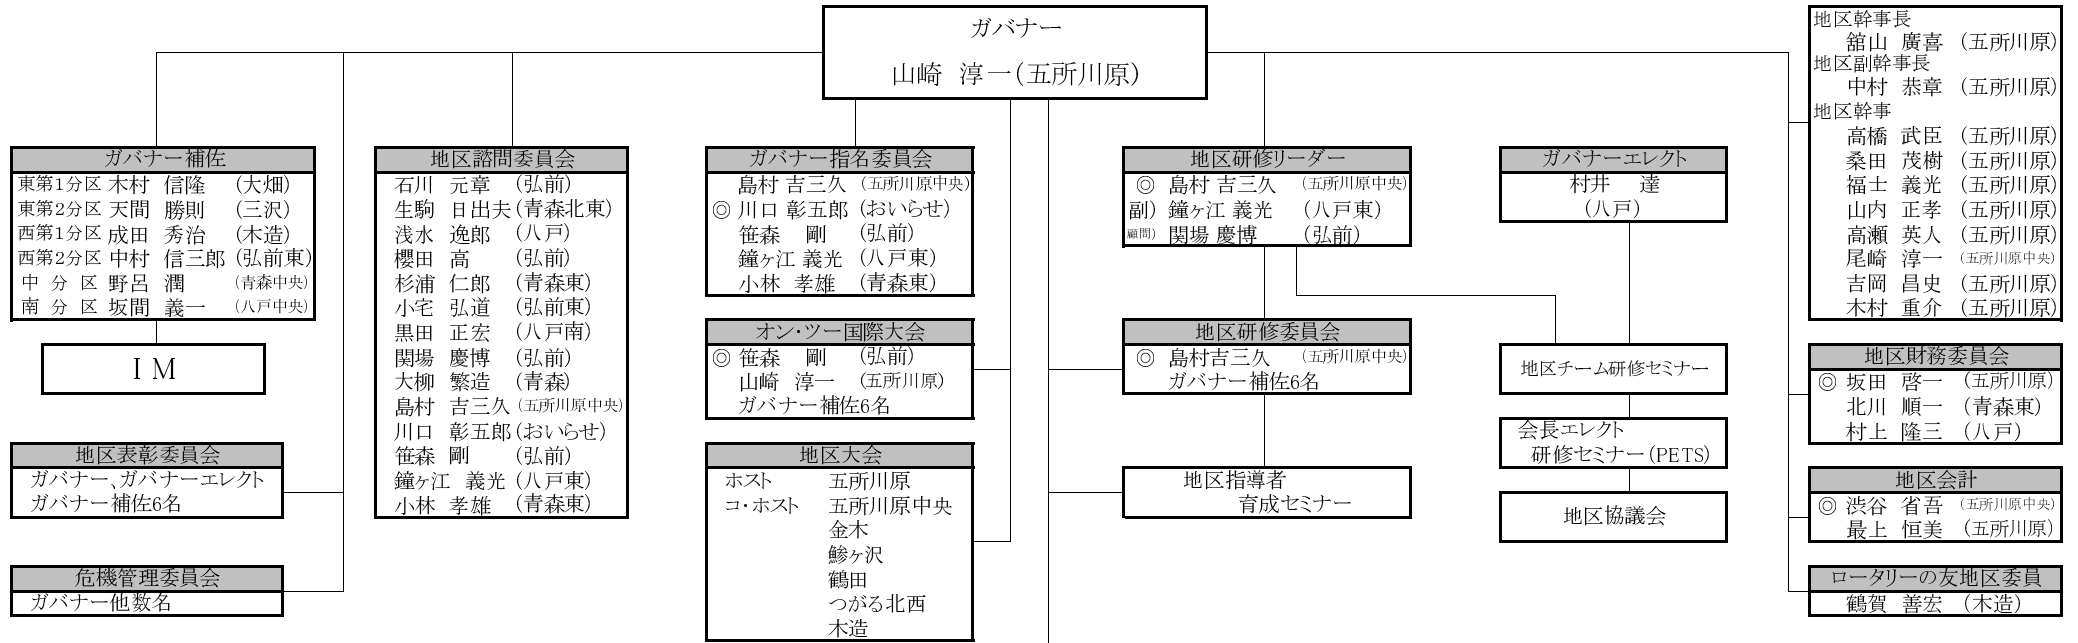 ガバナー
山崎 淳一(五所川原)
ガバナー補佐
東第1分区 木村 信隆 (大畑)
東第2分区 天間 勝則 (三沢)
西第1分区 成田 秀治 (木造)
西第2分区 中村 信三郎 (弘前東)
中 分 区 野呂 潤 (青森中央)
南 分 区 坂間 義一 (八戸中央)
ＩＭ
地区表彰委員会
ガバナー、ガバナーエレクト
ガバナー補佐6名
危機管理委員会
ガバナー他数名
地区諮問委員会
石川 元章 (弘前)
生駒 日出夫 (青森北東)
浅水 逸郎 (八戸)
櫻田 高 (弘前)
杉浦 仁郎 (青森東)
小宅 弘道 (弘前東)
黒田 正宏 (八戸南)
関場 慶博 (弘前)
大柳 繁造 (青森)
島村 吉三久 (五所川原中央)
川口 彰五郎 (おいらせ)
笹森 剛 (弘前)
鐘ヶ江 義光 (八戸東)
小林 孝雄 (青森東)
ガバナー指名委員会
島村 吉三久 (五所川原中央)
◎ 川口 彰五郎 (おいらせ)
笹森 剛 (弘前)
鐘ヶ江 義光 (八戸東)
小林 孝雄 (青森東)
オン・ツー国際大会
◎ 笹森 剛 (弘前)
山崎 淳一 (五所川原)
ガバナー補佐6名
地区大会
ホスト 五所川原
コ・ホスト 五所川原中央
金木
鰺ヶ沢
鶴田
つがる北西
木造
地区研修リーダー
◎ 島村 吉三久 (五所川原中央)
副) 鐘ヶ江 義光 (八戸東)
顧問) 関場 慶博 (弘前)
地区研修委員会
◎ 島村吉三久 (五所川原中央)
ガバナー補佐6名
地区指導者
育成セミナー
ガバナーエレクト
村井 達
(八戸)
地区チーム研修セミナー
会長エレクト
研修セミナー(PETS)
地区協議会
地区幹事長
舘山 廣喜 (五所川原)
地区副幹事長
中村 恭章 (五所川原)
地区幹事
高橋 武臣 (五所川原)
桑田 茂樹 (五所川原)
福士 義光 (五所川原)
山内 正孝 (五所川原)
高瀬 英人 (五所川原)
尾崎 淳一 (五所川原中央)
吉岡 昌史 (五所川原)
木村 重介 (五所川原)
地区財務委員会
◎ 坂田 啓一 (五所川原)
北川 順一 (青森東)
村上 隆三 (八戸)
地区会計
◎ 渋谷 省吾 (五所川原中央)
最上 恒美 (五所川原)
ロータリーの友地区委員
鶴賀 善宏 (木造)